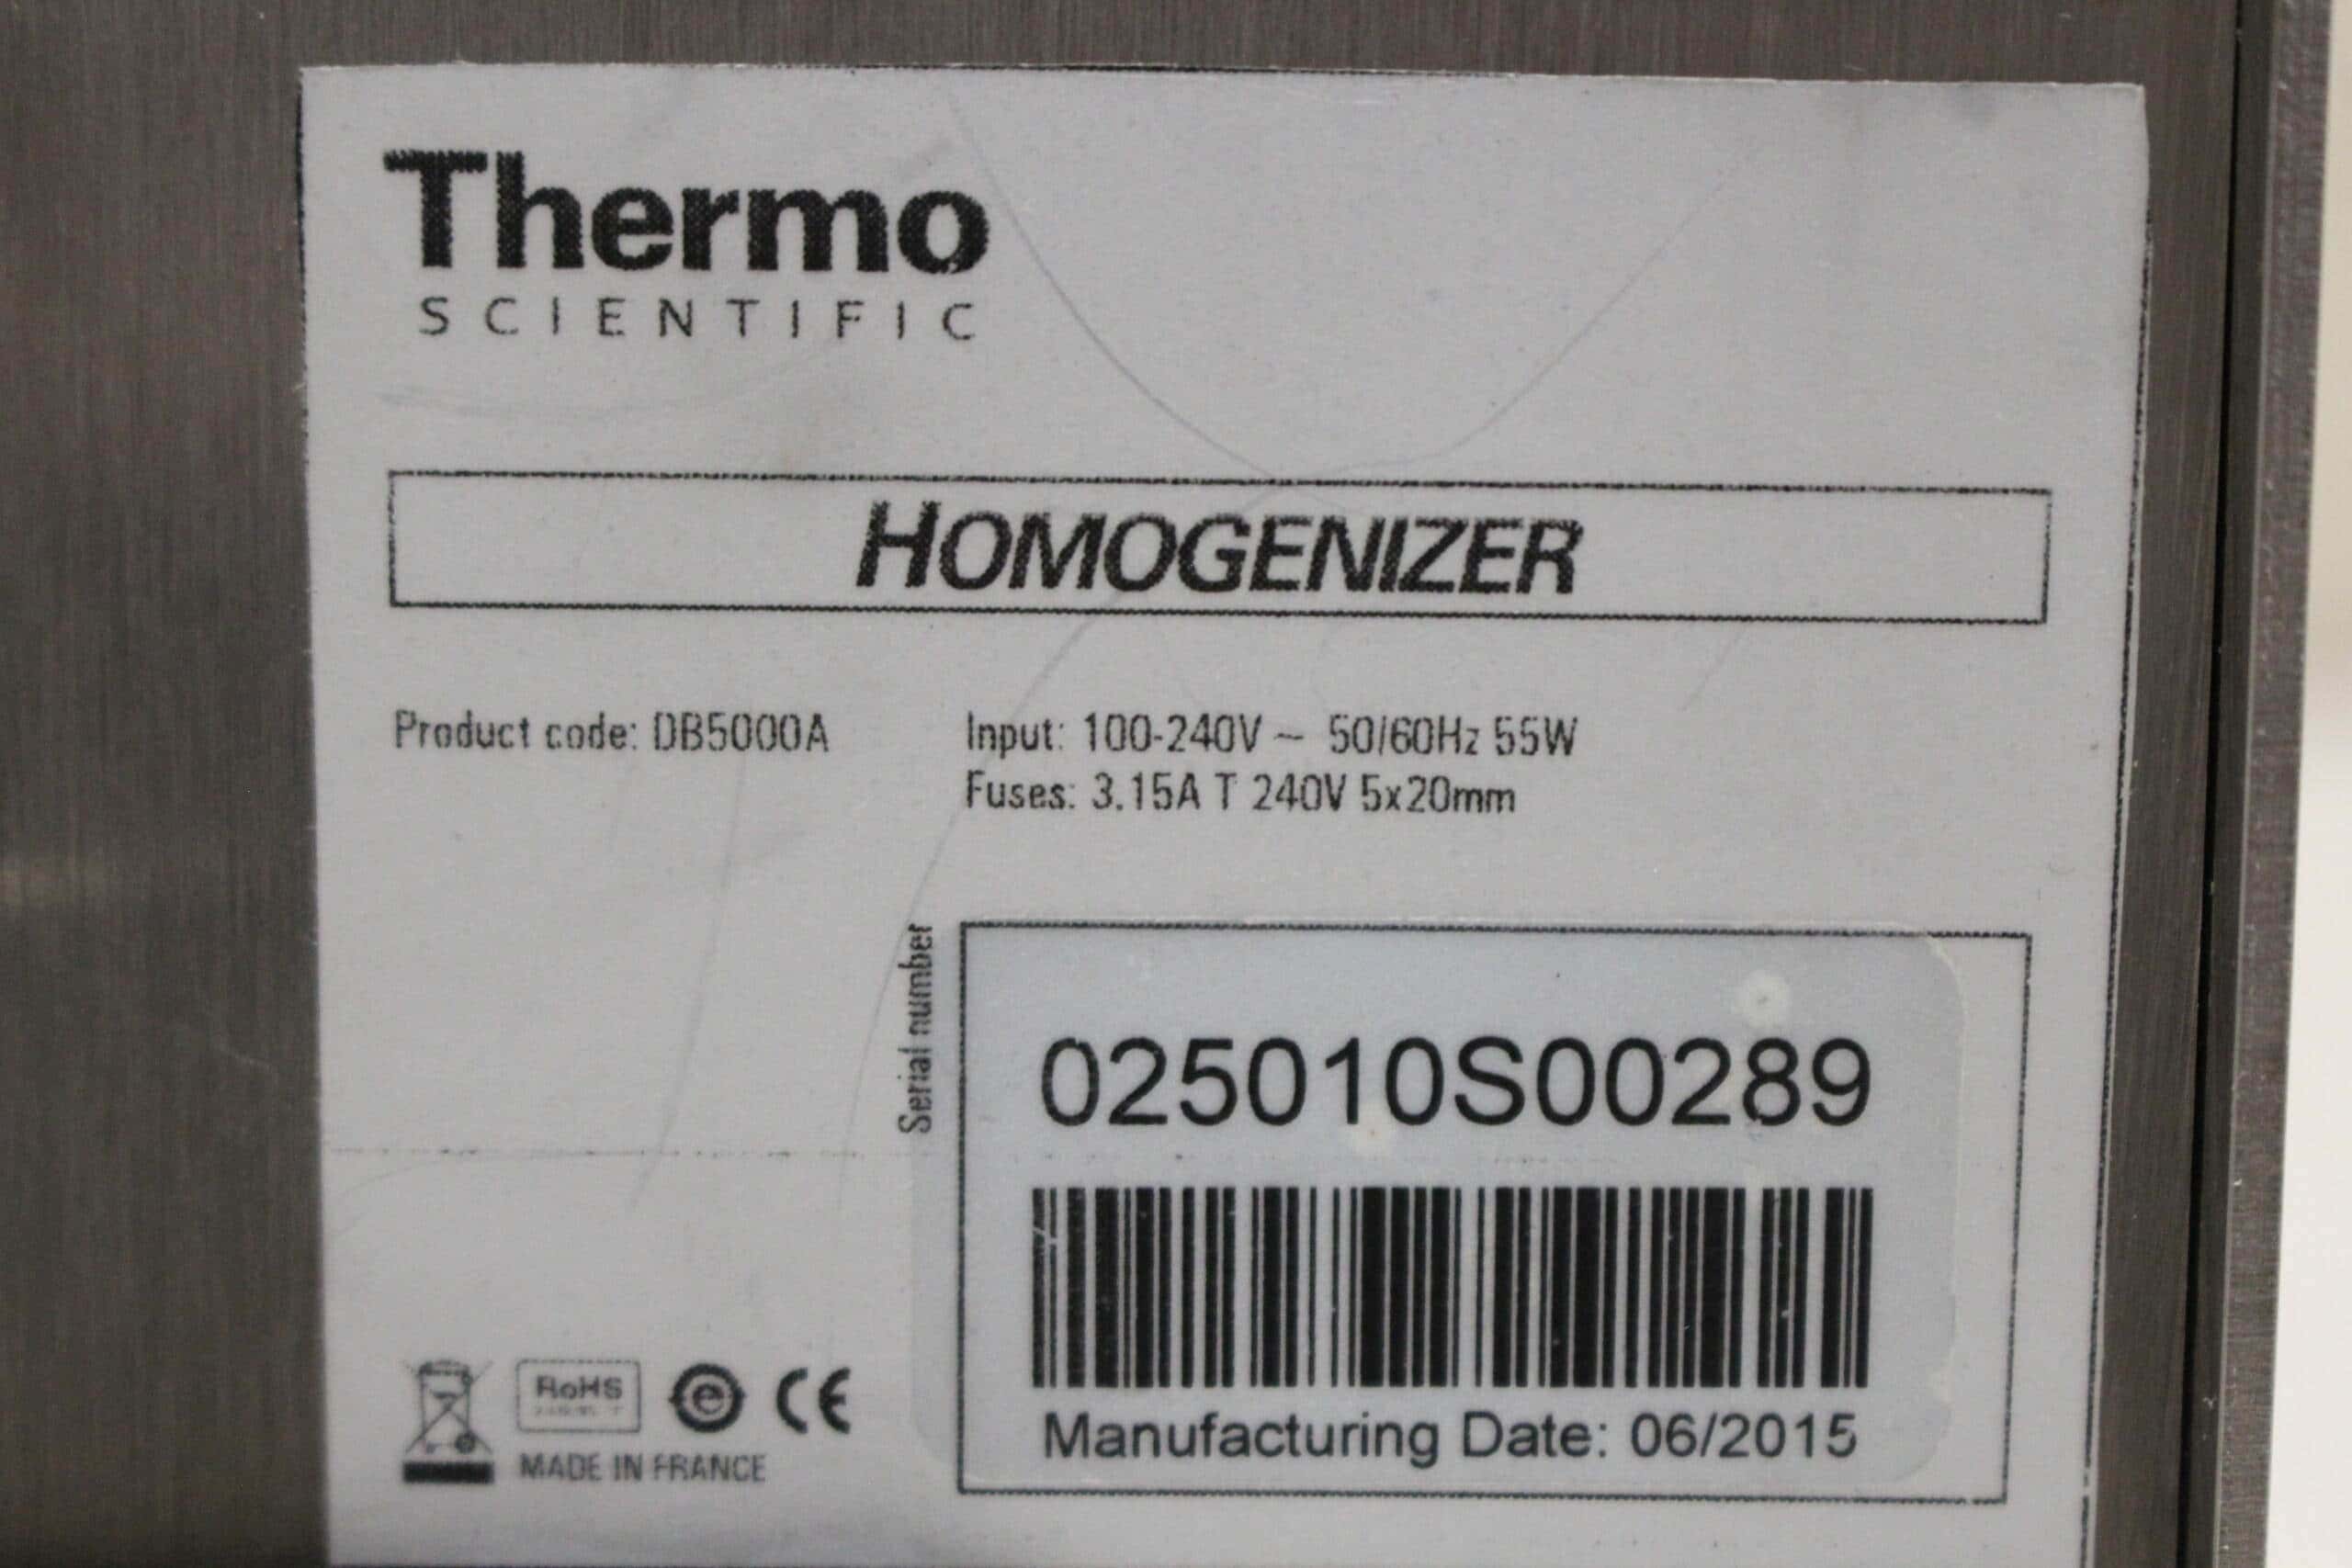 Thermo
SCIENTIFIC
HOMOGENIZER
Product code: DB5000A
Input: 100-240V ~ 50/60Hz 55W
Fuses: 3.15A T 240V 5x20mm
Serial number
025010S00289
Manufacturing Date: 06/2015
RoHS
e
CE
MADE IN FRANCE